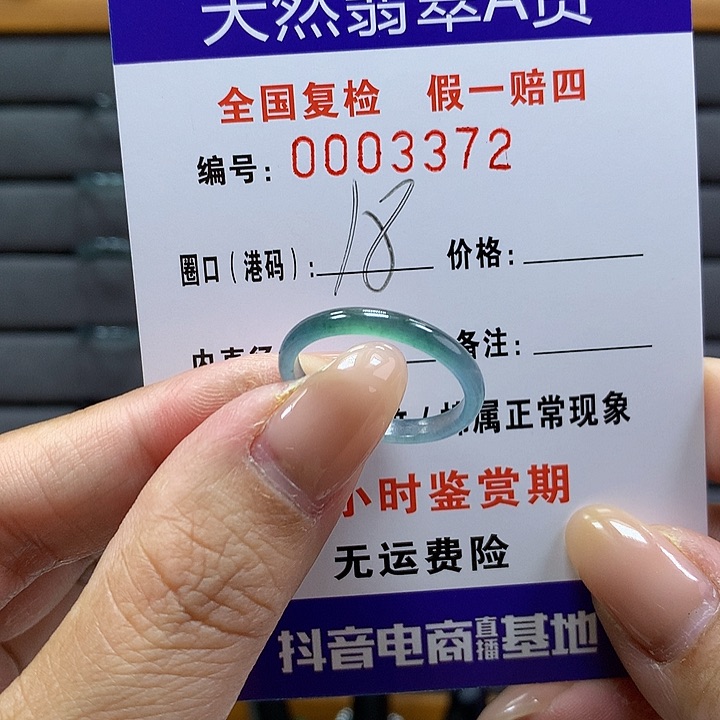 天然翡翠A货
全国复检 假一赔四
编号: 0003372
圈口(港码): 18 价格:
备注:
属正常现象
小时鉴赏期
无运费险
抖音电商直播基地